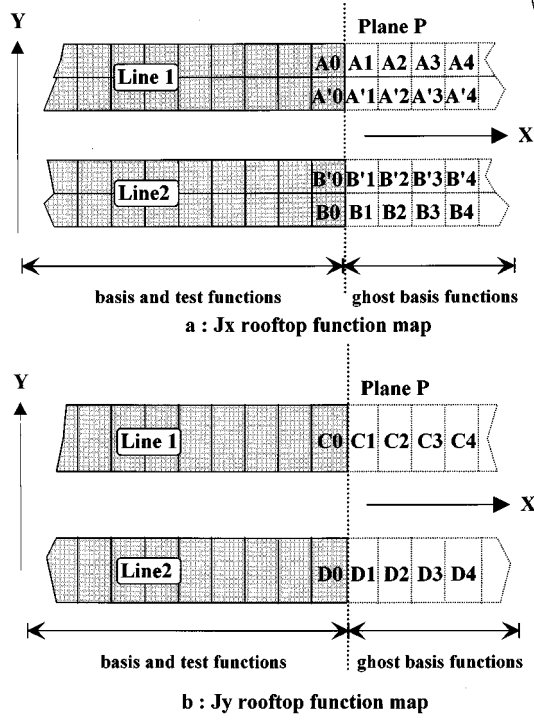 Y
Plane P
Line 1
A0 A1 A2 A3 A4
A'0 A'1 A'2 A'3 A'4
X
B'0 B'1 B'2 B'3 B'4
Line2
B0 B1 B2 B3 B4
basis and test functions
ghost basis functions
a : Jx rooftop function map
Y
Plane P
Line 1
C0 C1 C2 C3 C4
X
Line2
D0 D1 D2 D3 D4
basis and test functions
ghost basis functions
b : Jy rooftop function map